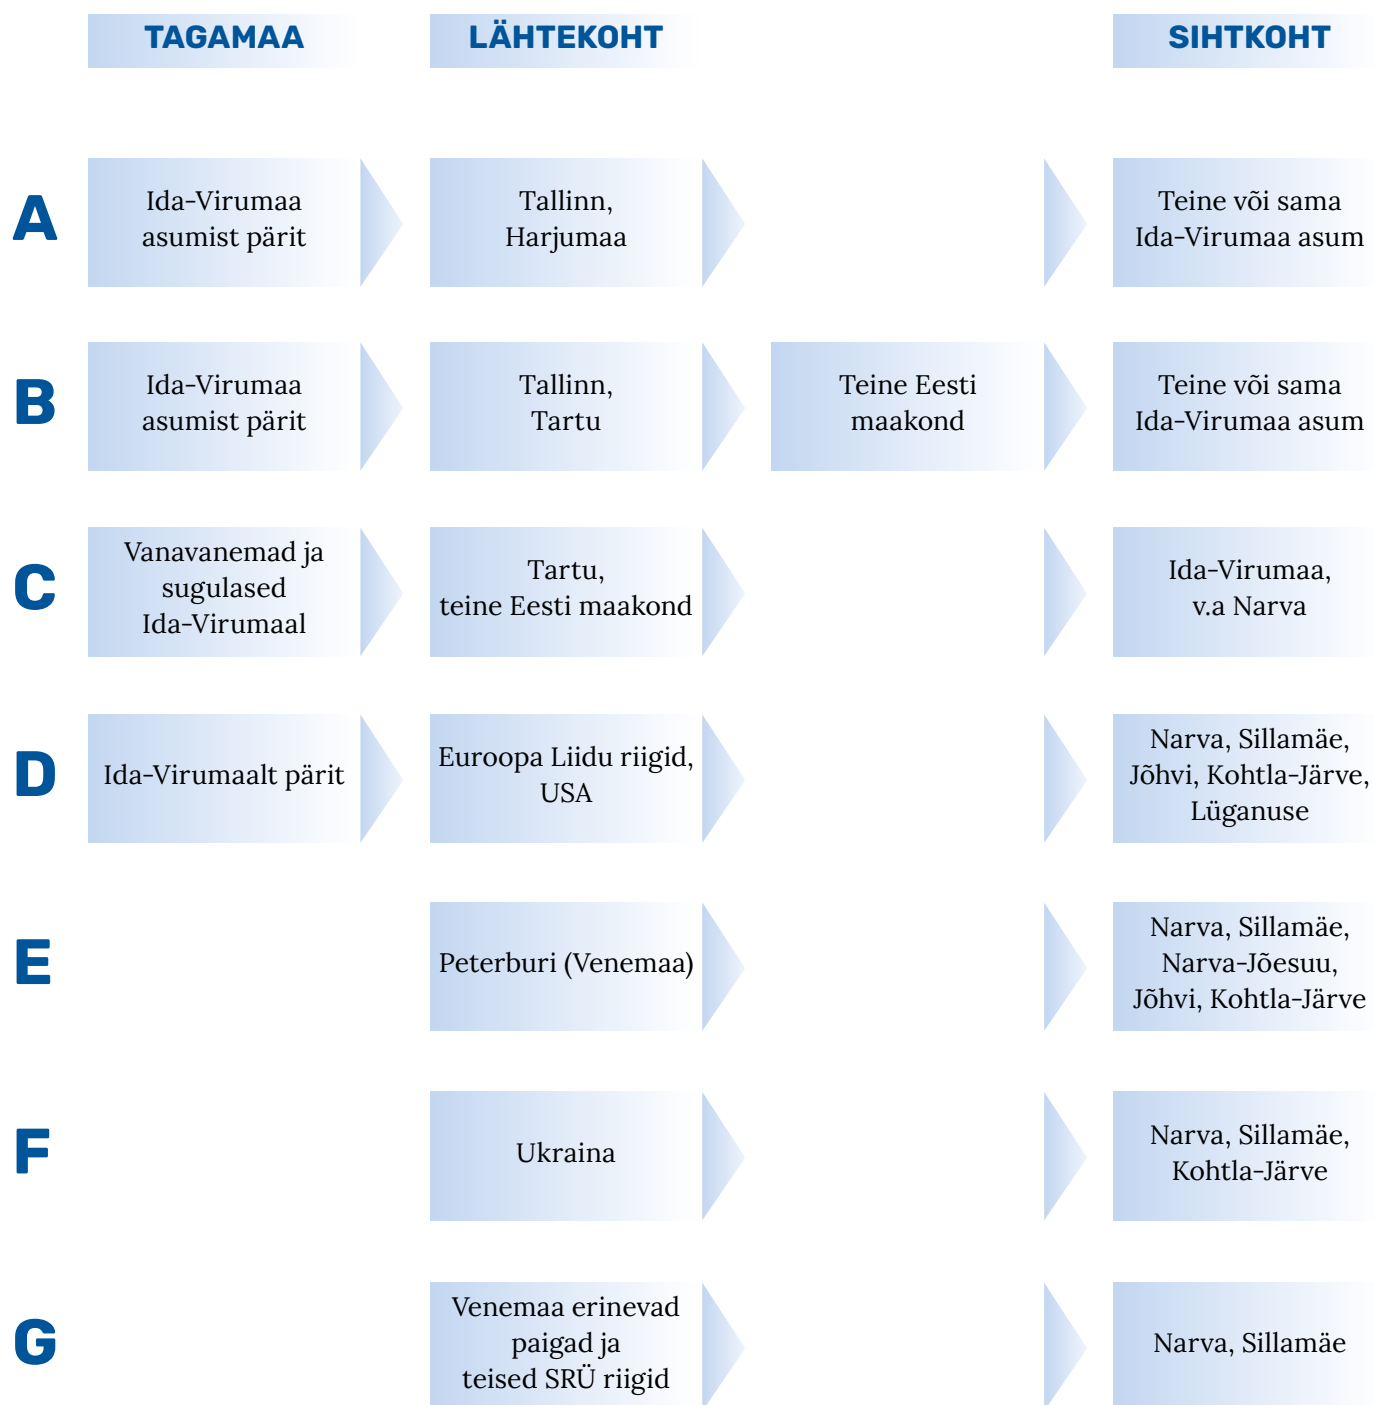 TAGAMAA
LÄHTEKOHT
SIHTKOHT
A
Ida-Virumaa
asumist pärit
Tallinn,
Harjumaa
Teine või sama
Ida-Virumaa asum
B
Ida-Virumaa
asumist pärit
Tallinn,
Tartu
Teine Eesti
maakond
Teine või sama
Ida-Virumaa asum
C
Vanavanemad ja
sugulased
Ida-Virumaal
Tartu,
teine Eesti maakond
Ida-Virumaa,
v.a Narva
D
Ida-Virumaalt pärit
Euroopa Liidu riigid,
USA
Narva, Sillamäe,
Jõhvi, Kohtla-Järve,
Lüganuse
E
Peterburi (Venemaa)
Narva, Sillamäe,
Narva-Jõesuu,
Jõhvi, Kohtla-Järve
F
Ukraina
Narva, Sillamäe,
Kohtla-Järve
G
Venemaa erinevad
paigad ja
teised SRÜ riigid
Narva, Sillamäe